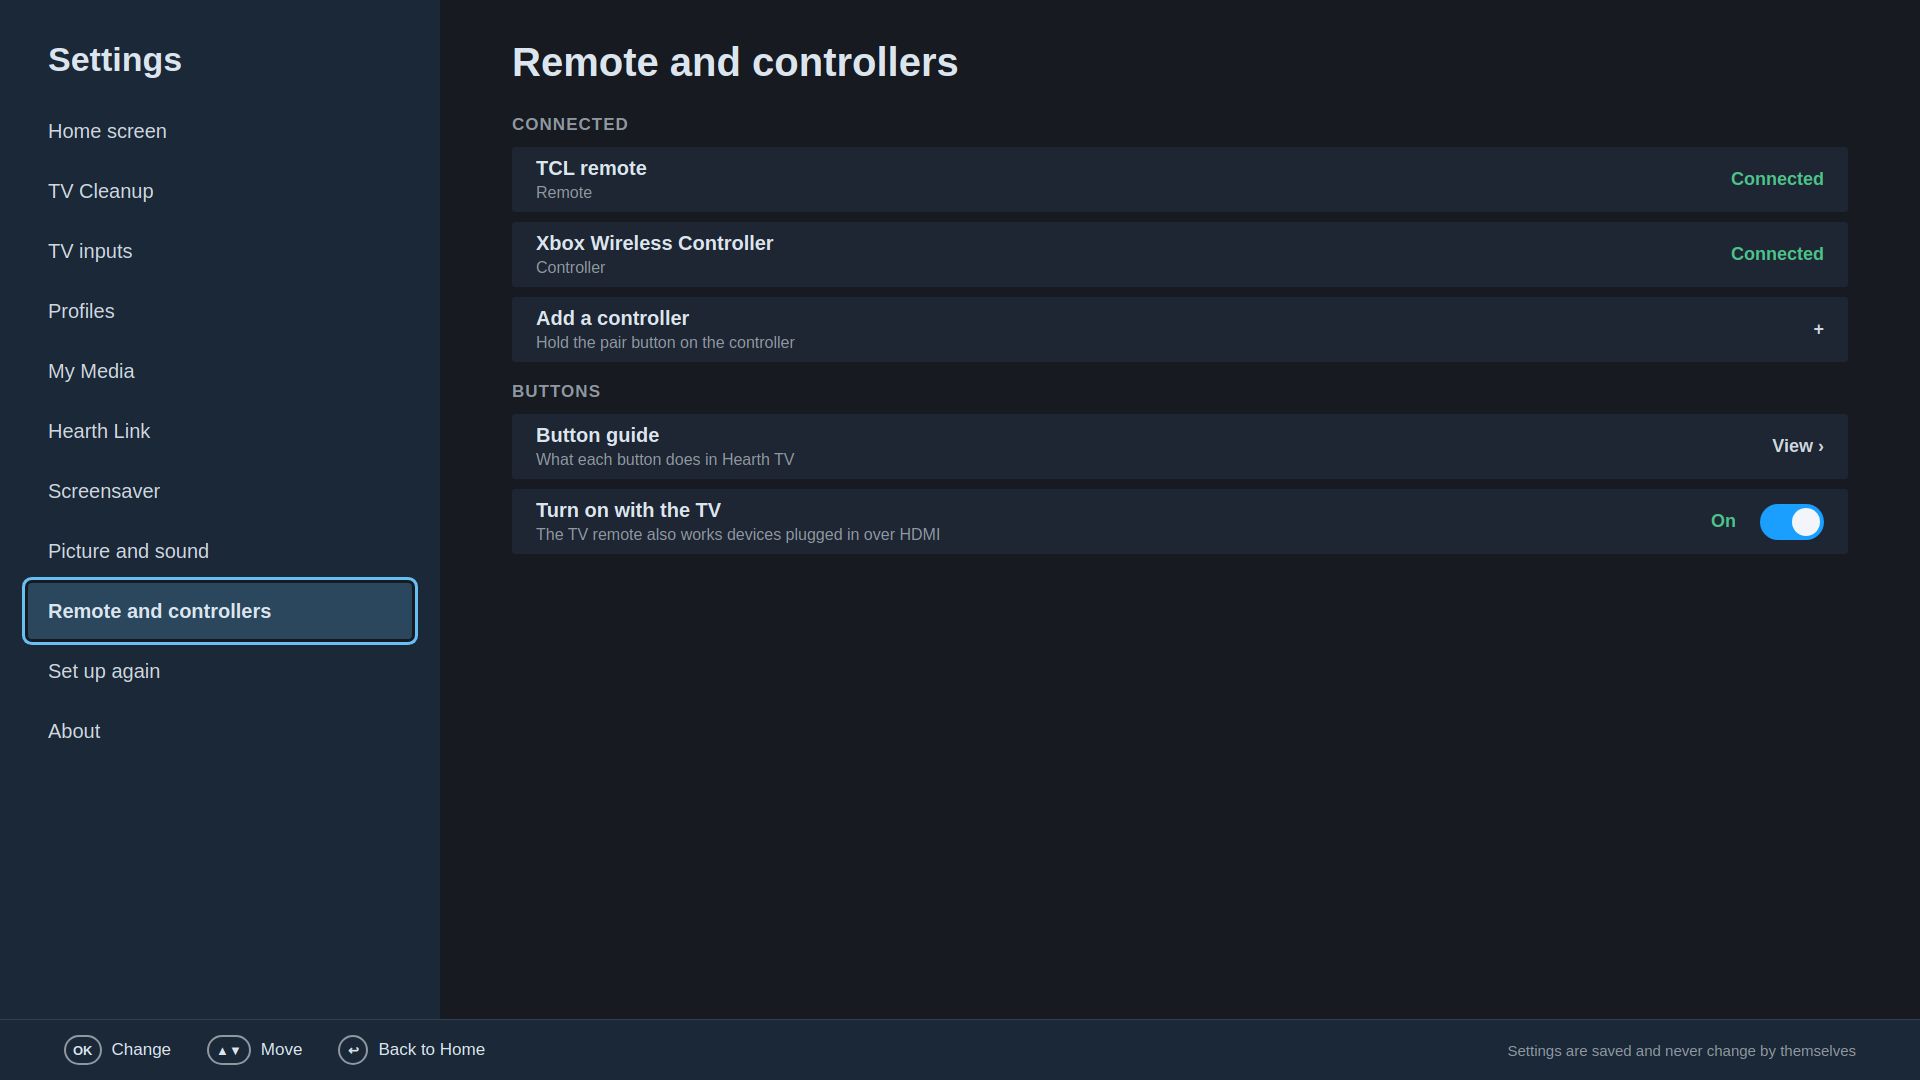 Settings
Home screen
TV Cleanup
TV inputs
Profiles
My Media
Hearth Link
Screensaver
Picture and sound
Remote and controllers
Set up again
About
Remote and controllers
CONNECTED
TCL remote
Remote
Connected
Xbox Wireless Controller
Controller
Connected
Add a controller
Hold the pair button on the controller
+
BUTTONS
Button guide
What each button does in Hearth TV
View ›
Turn on with the TV
The TV remote also works devices plugged in over HDMI
On
OK Change ▲▼ Move ↩ Back to Home
Settings are saved and never change by themselves